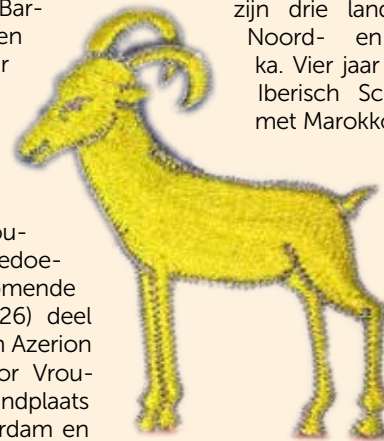 Bar-
en
r
ou-
edoe-
mende
26) deel
n Azerion
or Vrou-
ndplaats
rdam en
zijn drie land
Noord- en
ka. Vier jaar
Iberisch Sc
met Marokko